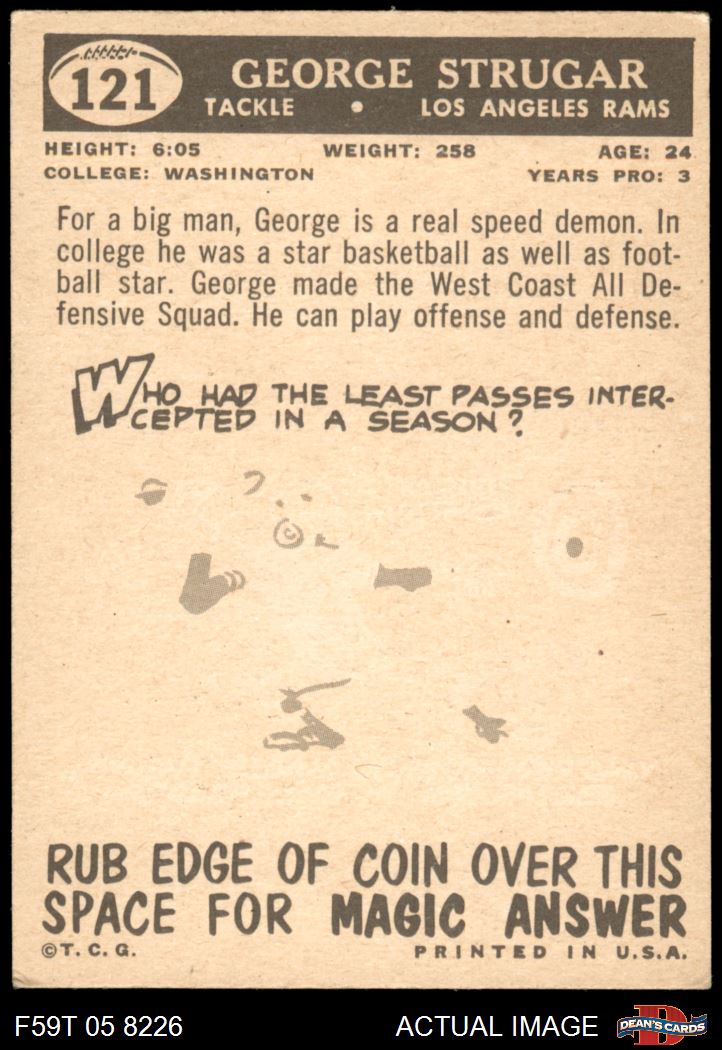 121
GEORGE STRUGAR
TACKLE • LOS ANGELES RAMS
HEIGHT: 6:05 WEIGHT: 258 AGE: 24
COLLEGE: WASHINGTON YEARS PRO: 3
For a big man, George is a real speed demon. In
college he was a star basketball as well as foot-
ball star. George made the West Coast All De-
fensive Squad. He can play offense and defense.
WHO HAD THE LEAST PASSES INTER-
CEPTED IN A SEASON?
RUB EDGE OF COIN OVER THIS
SPACE FOR MAGIC ANSWER
©T. C. G. PRINTED IN U.S.A.
F59T 05 8226 ACTUAL IMAGE D DEAN'S CARDS